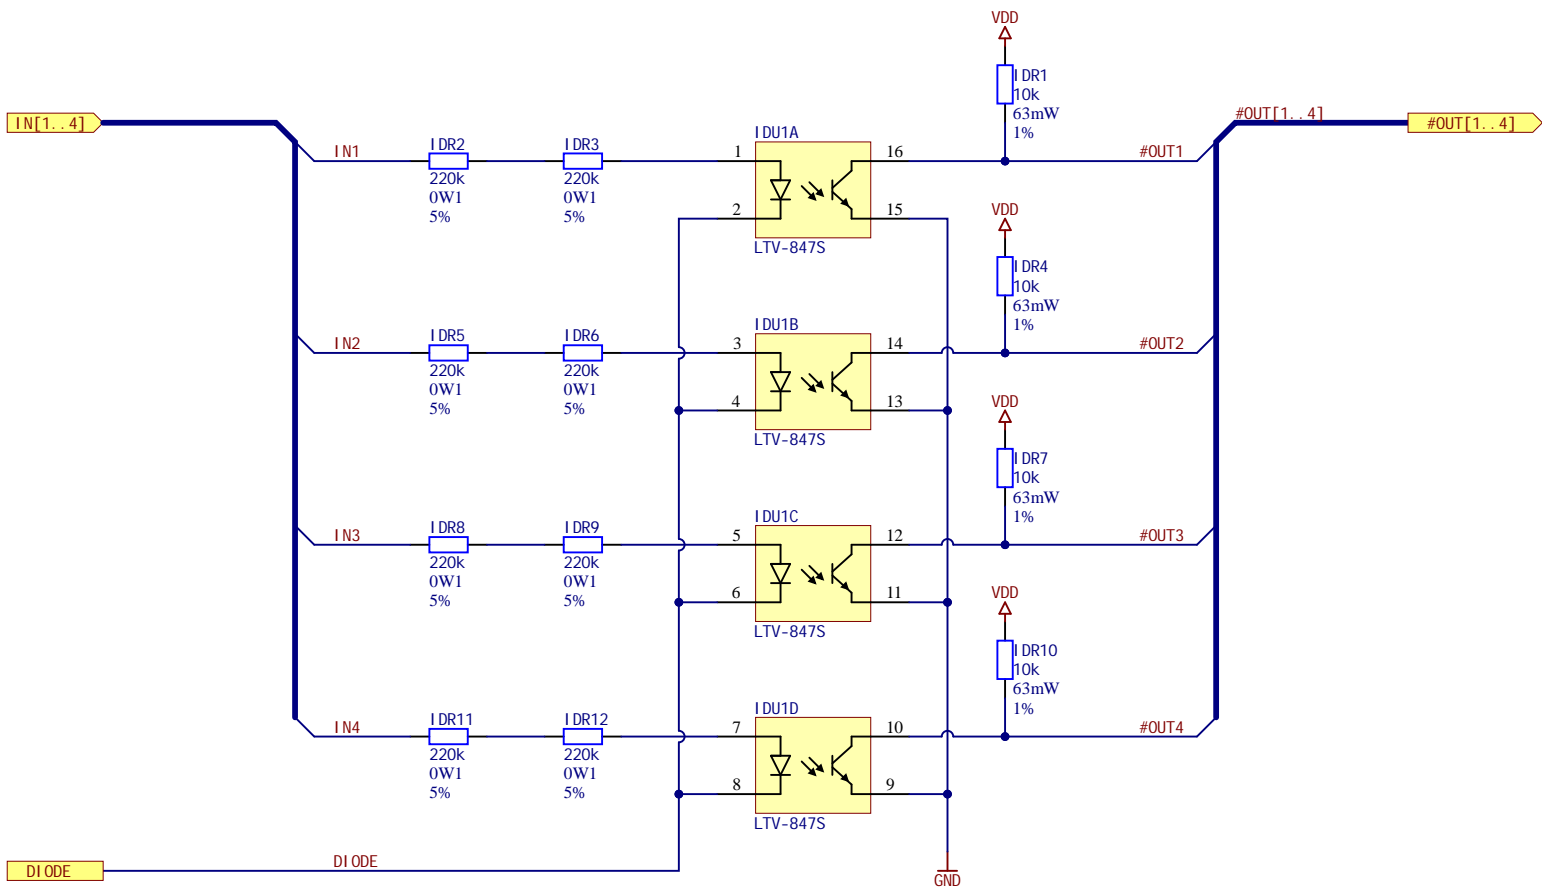 VDD
IDR1
10k
63mW
1%
IN[1..4]
#OUT[1..4]
#OUT[1..4]
IN1
IDR2
220k
0W1
5%
IDR3
220k
0W1
5%
IDU1A
1
2
16
15
LTV-847S
#OUT1
VDD
IDR4
10k
63mW
1%
IN2
IDR5
220k
0W1
5%
IDR6
220k
0W1
5%
IDU1B
3
4
14
13
LTV-847S
#OUT2
VDD
IDR7
10k
63mW
1%
IN3
IDR8
220k
0W1
5%
IDR9
220k
0W1
5%
IDU1C
5
6
12
11
LTV-847S
#OUT3
VDD
IDR10
10k
63mW
1%
IN4
IDR11
220k
0W1
5%
IDR12
220k
0W1
5%
IDU1D
7
8
10
9
LTV-847S
#OUT4
DIODE
DIODE
GND